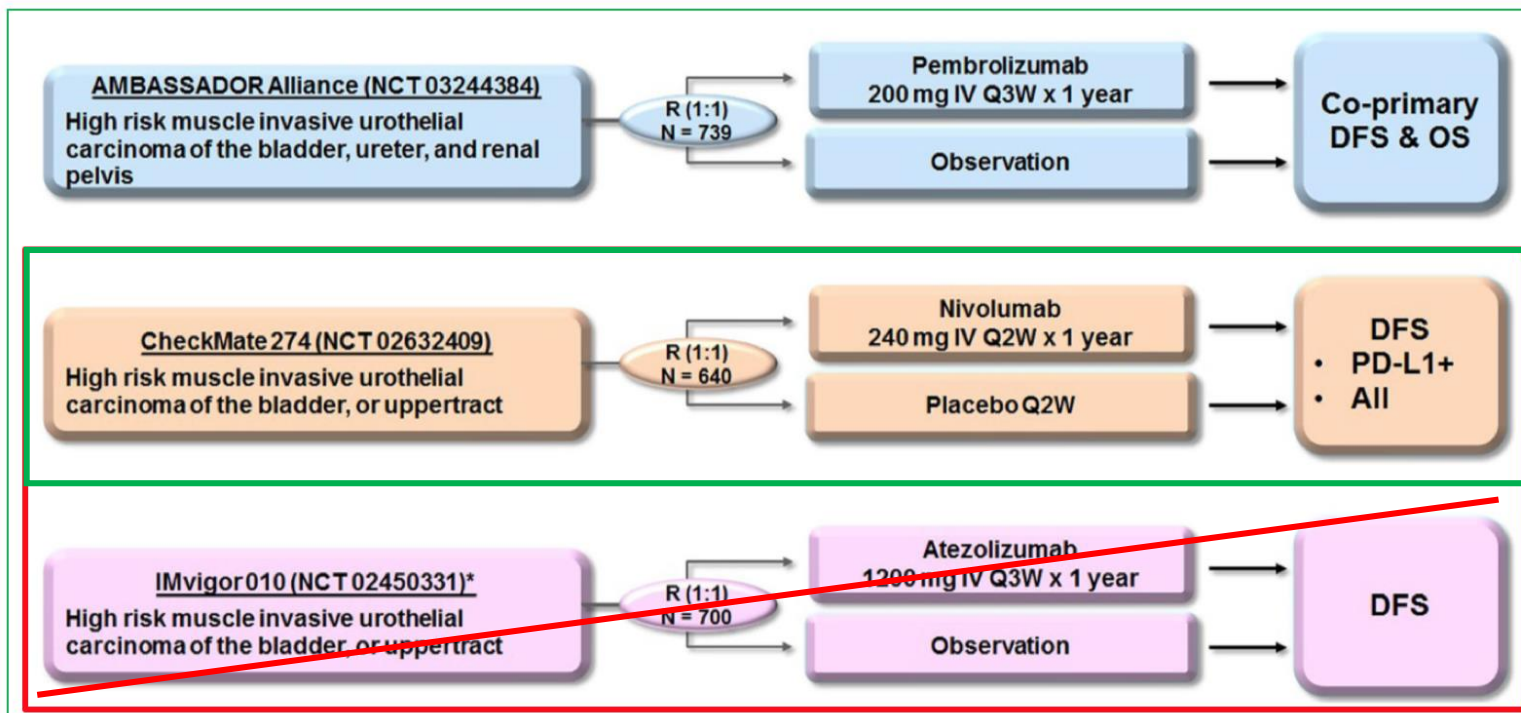 AMBASSADOR Alliance (NCT 03244384)
High risk muscle invasive urothelial
carcinoma of the bladder, ureter, and renal
pelvis
R (1:1)
N = 739
Pembrolizumab
200 mg IV Q3W x 1 year
Observation
Co-primary
DFS & OS
CheckMate 274 (NCT 02632409)
High risk muscle invasive urothelial
carcinoma of the bladder, or uppertract
R (1:1)
N = 640
Nivolumab
240 mg IV Q2W x 1 year
Placebo Q2W
DFS
• PD-L1+
• All
IMvigor 010 (NCT 02450331)*
High risk muscle invasive urothelial
carcinoma of the bladder, or uppertract
R (1:1)
N = 700
Atezolizumab
1200 mg IV Q3W x 1 year
Observation
DFS